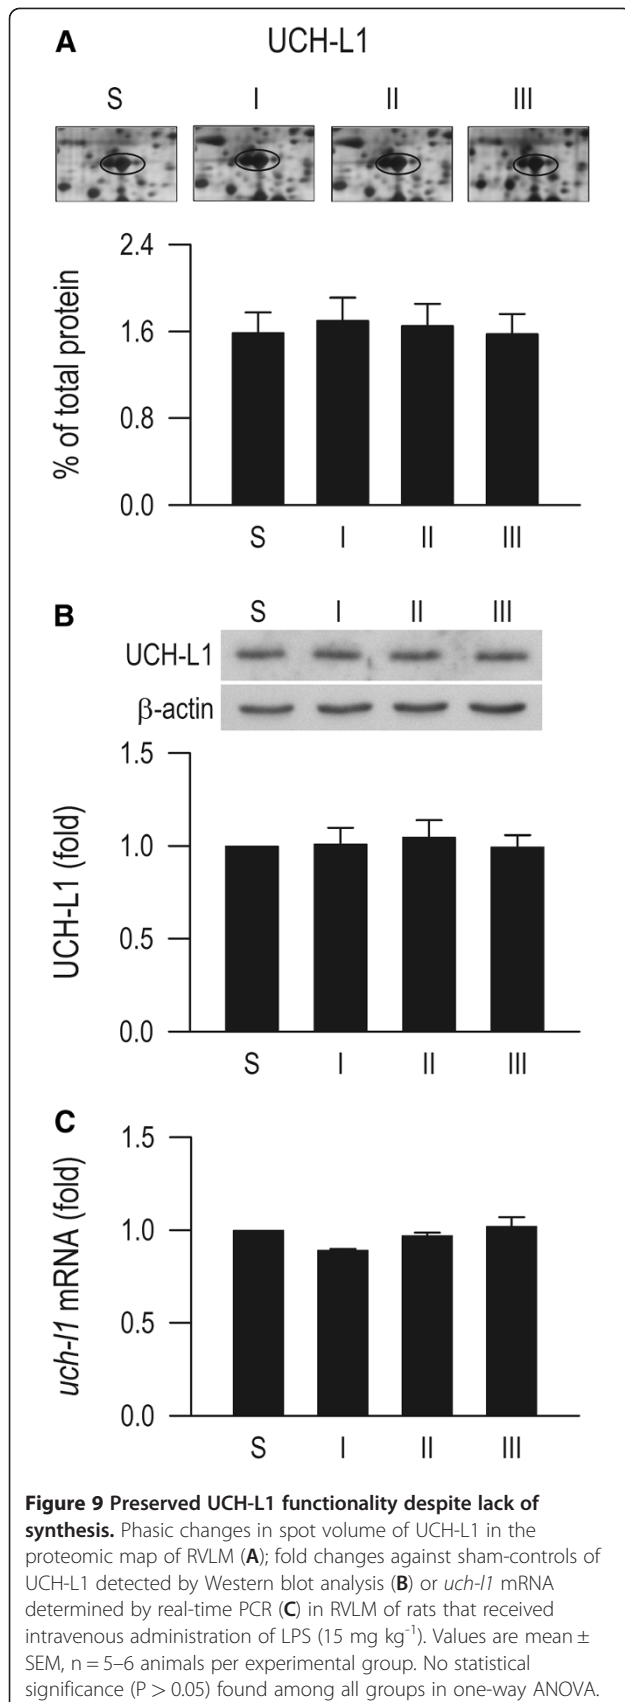 A
UCH-L1
S I II III
2.4
1.6
0.8
0.0
% of total protein
S I II III
B
S I II III
UCH-L1
β-actin
1.5
1.0
0.5
0.0
UCH-L1 (fold)
S I II III
C
1.5
1.0
0.5
0.0
uch-l1 mRNA (fold)
S I II III
Figure 9 Preserved UCH-L1 functionality despite lack of
synthesis. Phasic changes in spot volume of UCH-L1 in the
proteomic map of RVLM (A); fold changes against sham-controls of
UCH-L1 detected by Western blot analysis (B) or uch-l1 mRNA
determined by real-time PCR (C) in RVLM of rats that received
intravenous administration of LPS (15 mg kg⁻¹). Values are mean ±
SEM, n = 5–6 animals per experimental group. No statistical
significance (P > 0.05) found among all groups in one-way ANOVA.